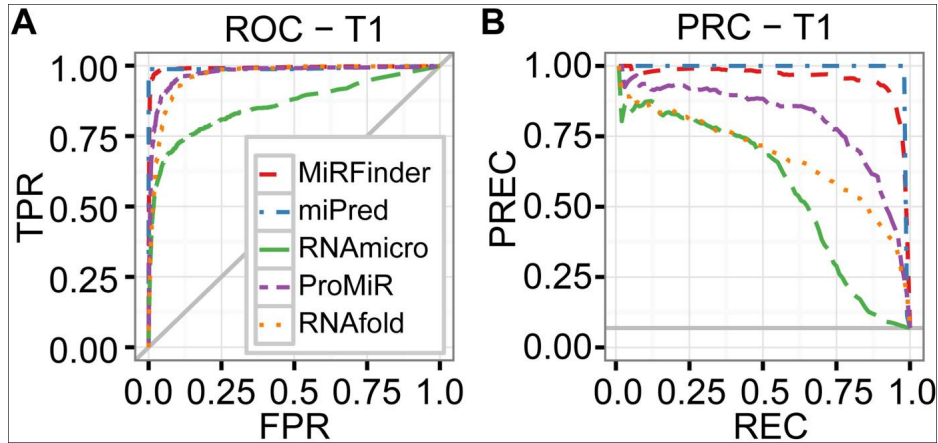 A
ROC − T1
1.00
0.75
0.50
0.25
0.00
TPR
0.0 0.25 0.5 0.75 1.0
FPR
MiRFinder
miPred
RNAmicro
ProMiR
RNAfold
B
PRC − T1
1.00
0.75
0.50
0.25
0.00
PREC
0.0 0.25 0.5 0.75 1.0
REC